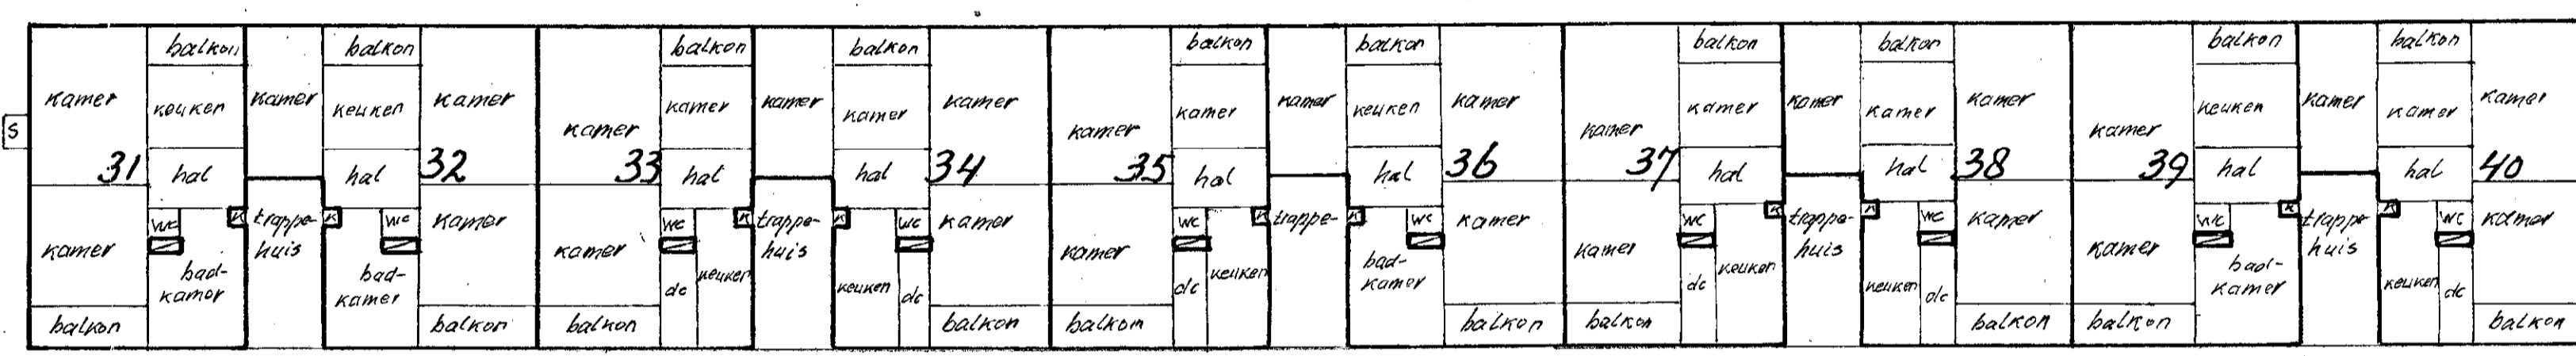 balkon balkon balkon balkon balkon balkon balkon balkon balkon balkon
kamer keuken kamer keuken kamer kamer kamer kamer kamer kamer kamer keuken kamer kamer kamer kamer kamer keuken kamer kamer kamer
S kamer kamer kamer kamer
31 hal hal 32 33 hal hal 34 35 hal hal 36 37 hal hal 38 39 hal hal 40
wc K trappe- K wc kamer wc K trappe- K wc kamer wc K trappe- K wc kamer wc K trappe- K wc kamer wc K trappe K wc kamer
kamer huis kamer huis kamer kamer huis kamer huis
bad- bad- keuken keuken bad- keuken bad-
kamer kamer dc keuken dc dc kamer dc keuken dc kamer keuken dc
balkon balkon balkon balkon balkon balkon balkon balkon balkon balkon